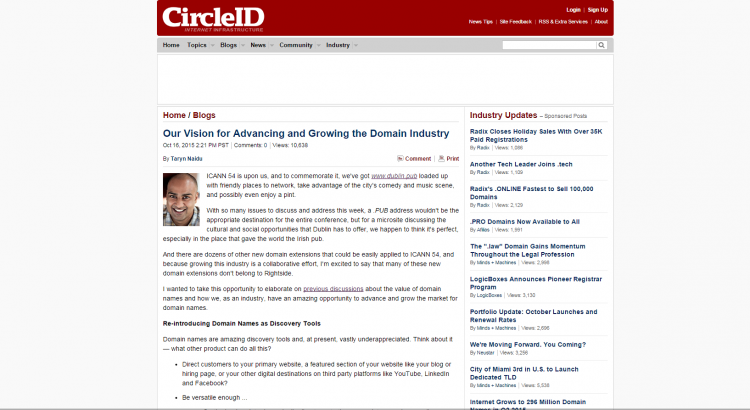 CircleID
INTERNET INFRASTRUCTURE
Login | Sign Up
News Tips | Site Feedback | RSS & Extra Services | About
Home Topics Blogs News Community Industry
Home / Blogs
Our Vision for Advancing and Growing the Domain Industry
Oct 16, 2015 2:21 PM PST | Comments: 0 | Views: 10,638
By Taryn Naidu
Comment | Print
ICANN 54 is upon us, and to commemorate it, we've got www.dublin.pub loaded up
with friendly places to network, take advantage of the city's comedy and music scene,
and possibly even enjoy a pint.
With so many issues to discuss and address this week, a .PUB address wouldn't be the
appropriate destination for the entire conference, but for a microsite discussing the
cultural and social opportunities that Dublin has to offer, we happen to think it's perfect,
especially in the place that gave the world the Irish pub.
And there are dozens of other new domain extensions that could be easily applied to ICANN 54, and
because growing this industry is a collaborative effort, I'm excited to say that many of these new
domain extensions don't belong to Rightside.
I wanted to take this opportunity to elaborate on previous discussions about the value of domain
names and how we, as an industry, have an amazing opportunity to advance and grow the market for
domain names.
Re-introducing Domain Names as Discovery Tools
Domain names are amazing discovery tools and, at present, vastly underappreciated. Think about it
— what other product can do all this?
• Direct customers to your primary website, a featured section of your website like your blog or
hiring page, or your other digital destinations on third party platforms like YouTube, LinkedIn
and Facebook?
• Be versatile enough ...
Industry Updates – Sponsored Posts
Radix Closes Holiday Sales With Over 35K
Paid Registrations
By Radix | Views:
Another Tech Leader Joins .tech
By Radix | Views:
Radix's .ONLINE Fastest to Sell 100,000
Domains
By Radix | Views: 2,129
.PRO Domains Now Available to All
By Afilias | Views: 1,991
The ".law" Domain Gains Momentum
Throughout the Legal Profession
By Minds + Machines | Views:
LogicBoxes Announces Pioneer Registrar
Program
By LogicBoxes | Views: 3,130
Portfolio Update: October Launches and
Renewal Rates
By Minds + Machines | Views:
We're Moving Forward. You Coming?
By Neustar | Views: 3,256
City of Miami 3rd in U.S. to Launch
Dedicated TLD
By Minds + Machines | Views:
Internet Grows to 296 Million Domain